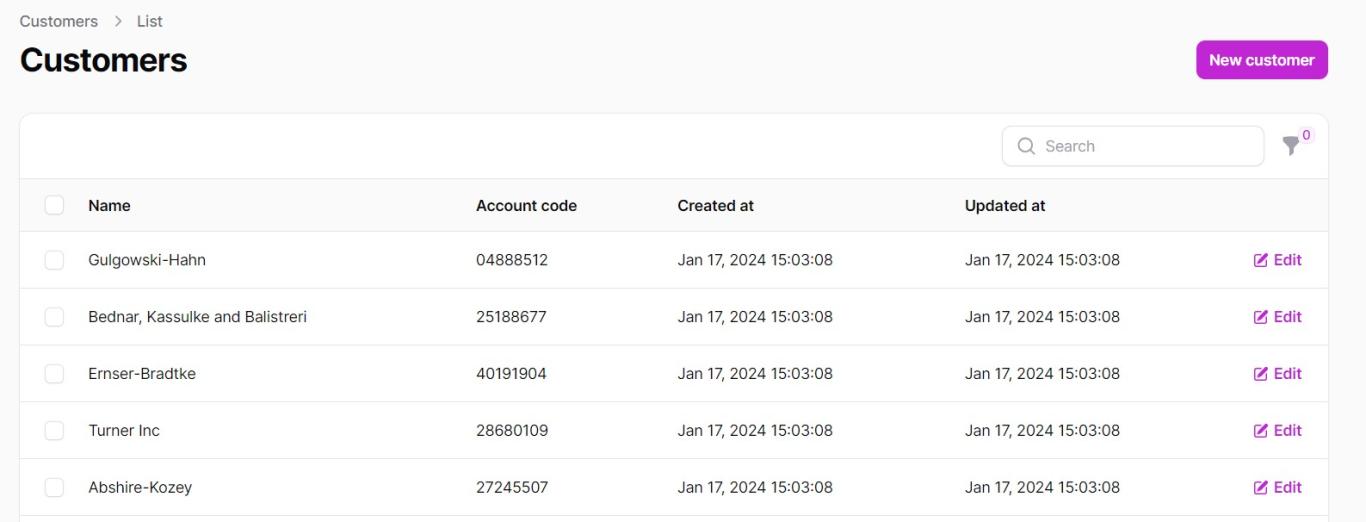 Customers > List
Customers
New customer
Search
0
Name Account code Created at Updated at
Gulgowski-Hahn 04888512 Jan 17, 2024 15:03:08 Jan 17, 2024 15:03:08 Edit
Bednar, Kassulke and Balistreri 25188677 Jan 17, 2024 15:03:08 Jan 17, 2024 15:03:08 Edit
Ernser-Bradtke 40191904 Jan 17, 2024 15:03:08 Jan 17, 2024 15:03:08 Edit
Turner Inc 28680109 Jan 17, 2024 15:03:08 Jan 17, 2024 15:03:08 Edit
Abshire-Kozey 27245507 Jan 17, 2024 15:03:08 Jan 17, 2024 15:03:08 Edit